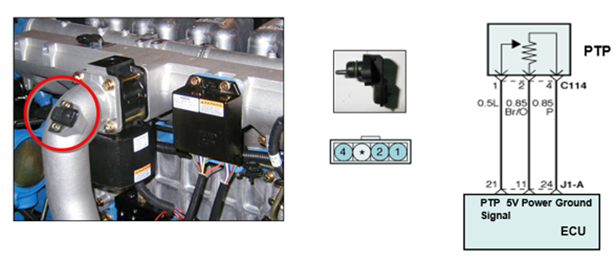 PTP
1 2 4 C114
0.5L 0.85 0.85
Br/O P
4 * 2 1
21 11 24 J1-A
PTP 5V Power Ground
Signal
ECU